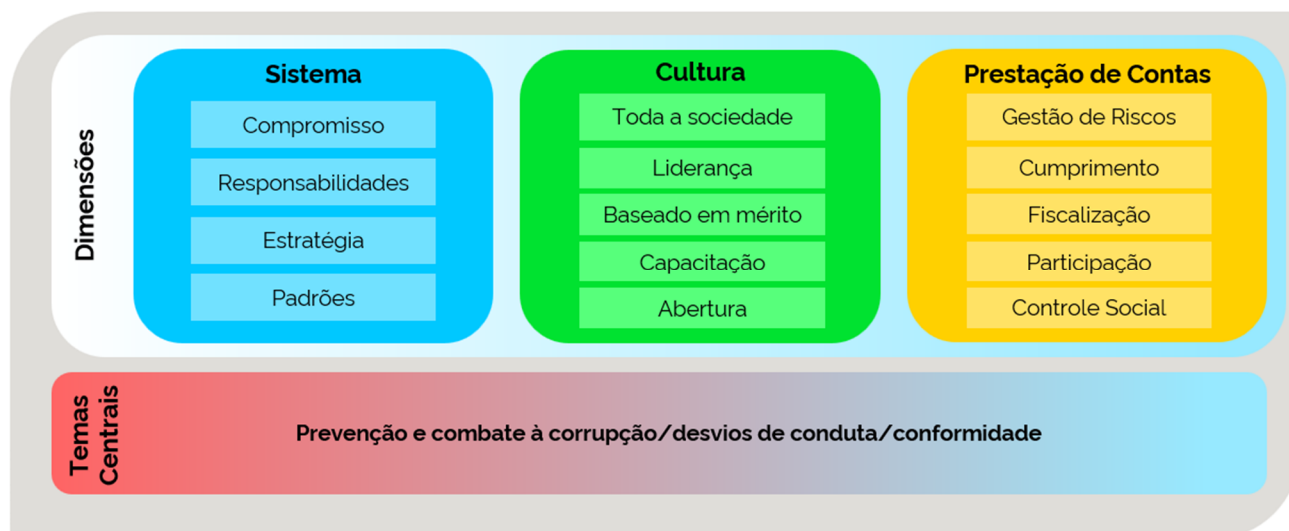 Dimensões
Sistema
Compromisso
Responsabilidades
Estratégia
Padrões
Cultura
Toda a sociedade
Liderança
Baseado em mérito
Capacitação
Abertura
Prestação de Contas
Gestão de Riscos
Cumprimento
Fiscalização
Participação
Controle Social
Temas
Centrais
Prevenção e combate à corrupção/desvios de conduta/conformidade